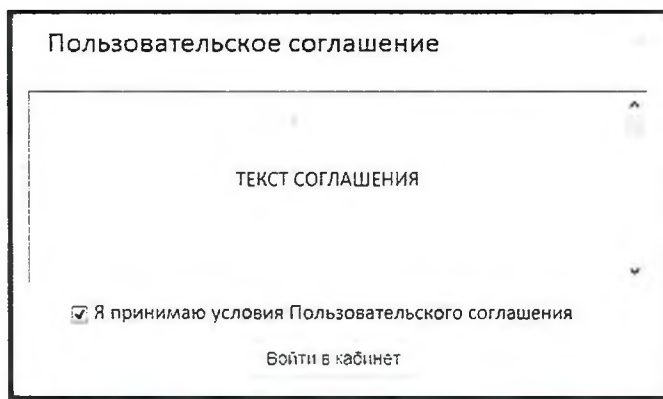 Пользовательское соглашение
ТЕКСТ СОГЛАШЕНИЯ
Я принимаю условия Пользовательского соглашения
Войти в кабинет